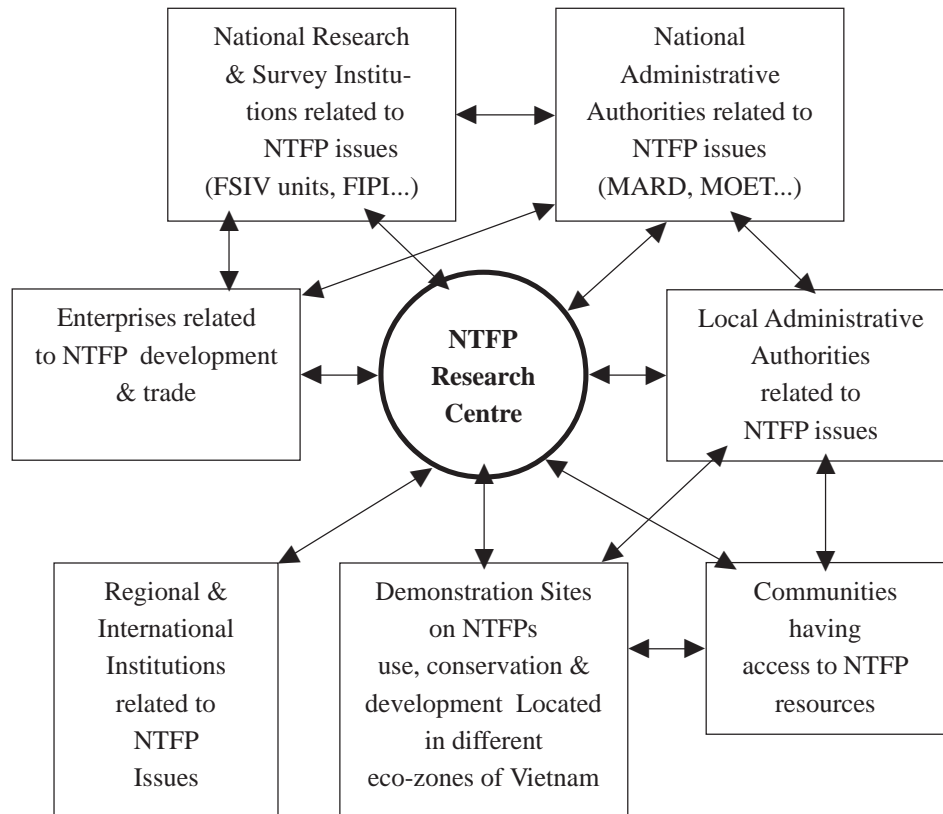 National Research
& Survey Institu-
tions related to
NTFP issues
(FSIV units, FIPI...)
National
Administrative
Authorities related to
NTFP issues
(MARD, MOET...)
Enterprises related
to NTFP development
& trade
NTFP
Research
Centre
Local Administrative
Authorities
related to
NTFP issues
Regional &
International
Institutions
related to
NTFP
Issues
Demonstration Sites
on NTFPs
use, conservation &
development Located
in different
eco-zones of Vietnam
Communities
having
access to NTFP
resources